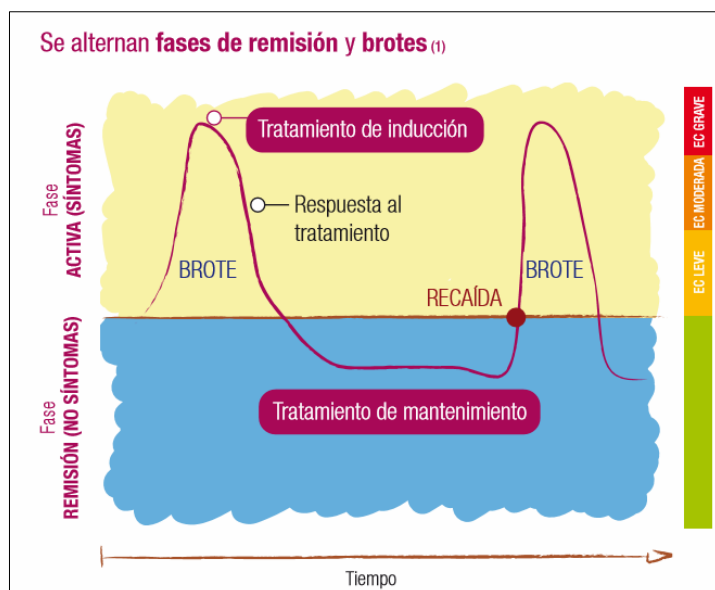 Se alternan fases de remisión y brotes (1)
Tratamiento de inducción
Respuesta al
tratamiento
BROTE
BROTE
RECAÍDA
Tratamiento de mantenimiento
Fase
ACTIVA (SÍNTOMAS)
Fase
REMISIÓN (NO SÍNTOMAS)
EC GRAVE
EC MODERADA
EC LEVE
Tiempo